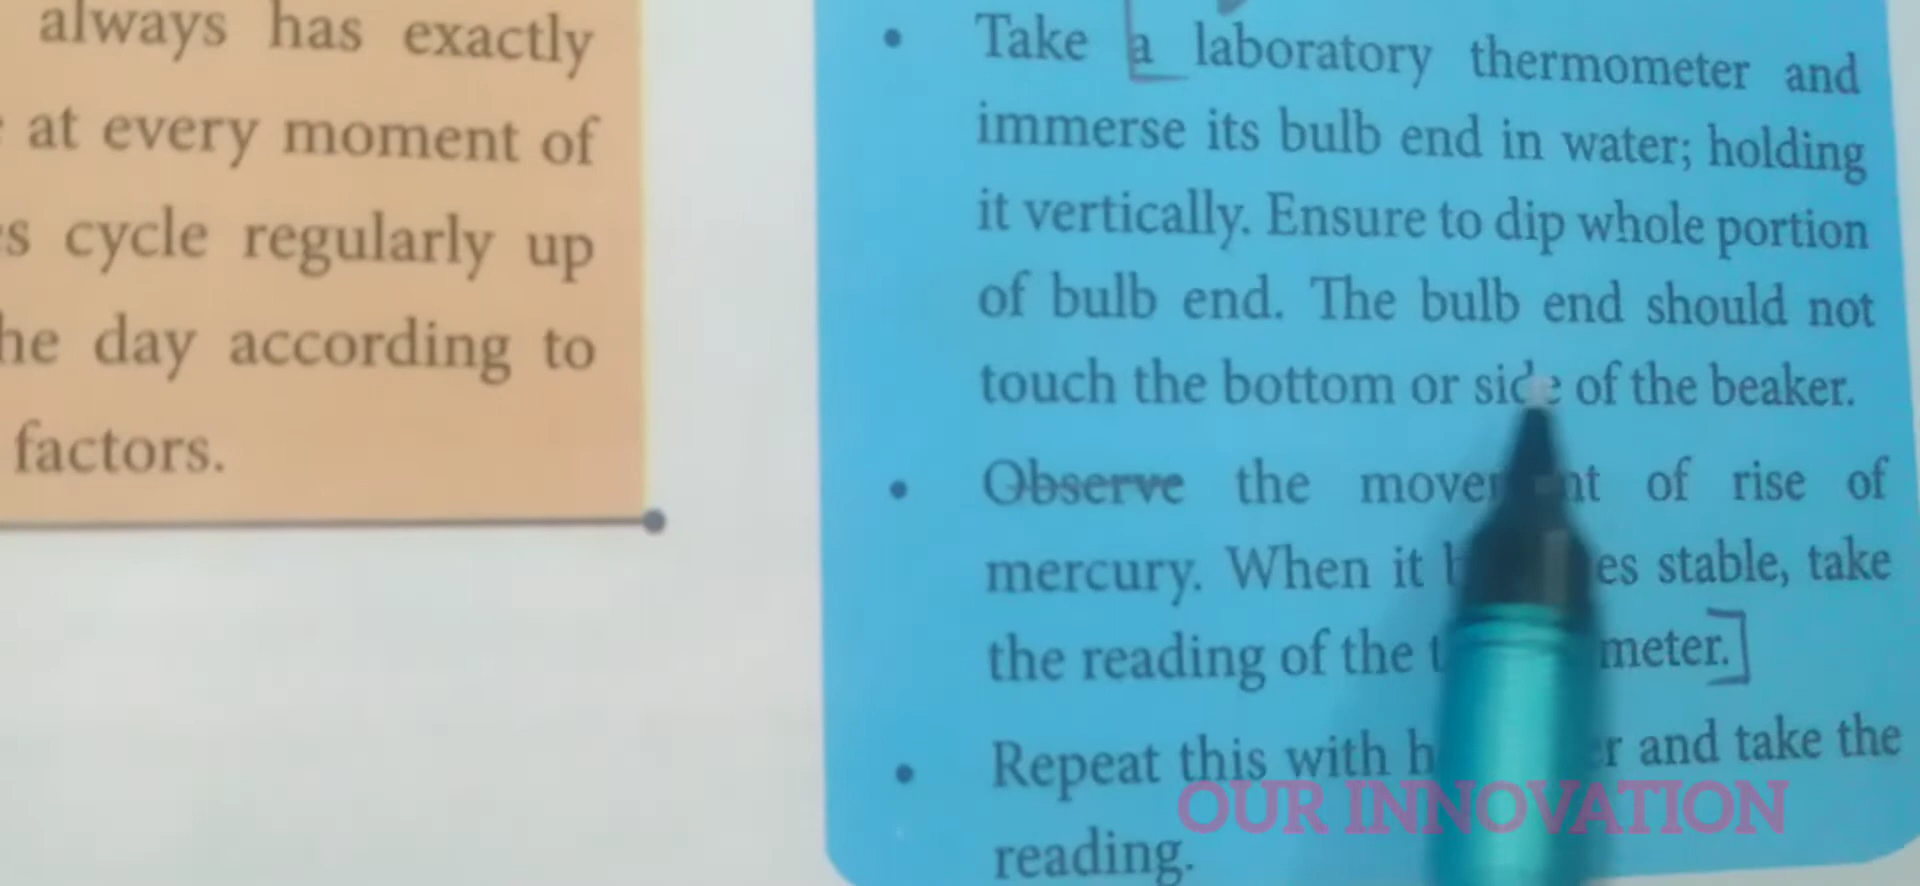 always has exactly
at every moment of
cycle regularly up
day according to
factors.
• Take a laboratory thermometer and
immerse its bulb end in water; holding
it vertically. Ensure to dip whole portion
of bulb end. The bulb end should not
touch the bottom or side of the beaker.
• Observe the of rise of
mercury. When it stable, take
the reading of the
• Repeat this with and take the
reading.
OUR INNOVATION